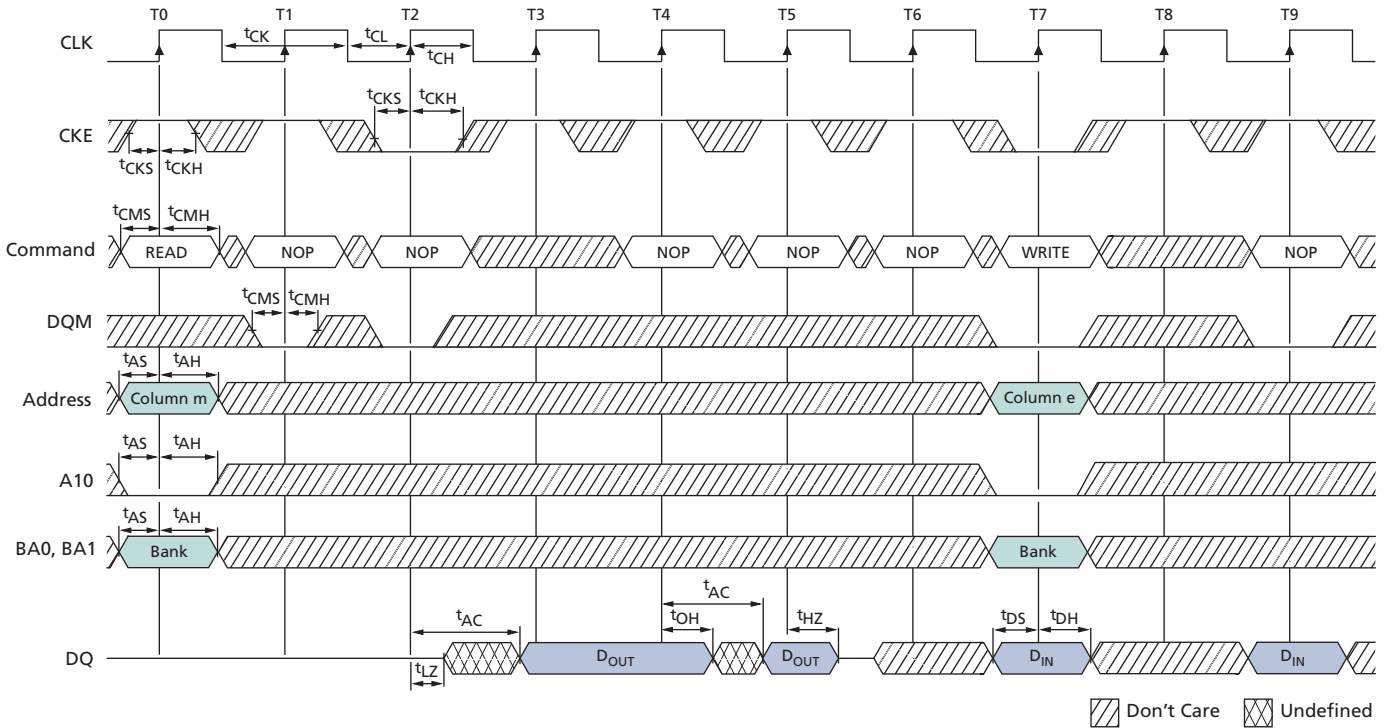 T0 T1 T2 T3 T4 T5 T6 T7 T8 T9
CLK
tCK tCL
tCH
tCKS tCKH
CKE
tCKS tCKH
tCMS tCMH
Command READ NOP NOP NOP NOP NOP WRITE NOP
tCMS tCMH
DQM
tAS tAH
Address Column m Column e
tAS tAH
A10
tAS tAH
BA0, BA1 Bank Bank
tAC tAC
tOH tHZ tDS tDH
DQ DOUT DOUT DIN DIN
tLZ
Don't Care Undefined